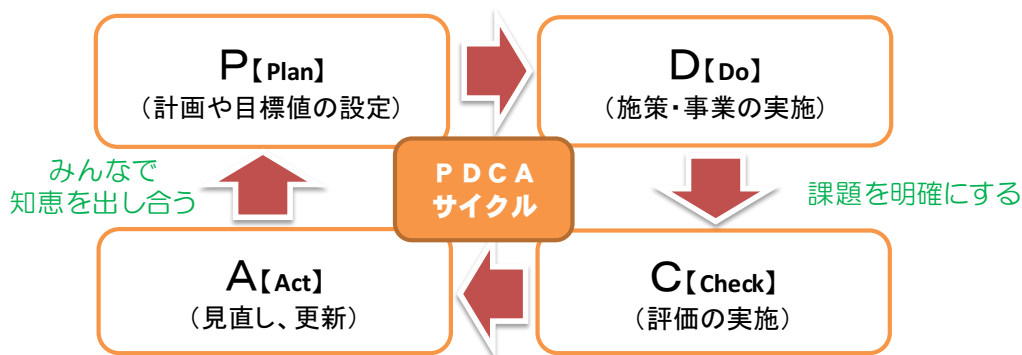 P【Plan】
（計画や目標値の設定）
D【Do】
（施策・事業の実施）
PDCA
サイクル
みんなで
知恵を出し合う
課題を明確にする
A【Act】
（見直し、更新）
C【Check】
（評価の実施）